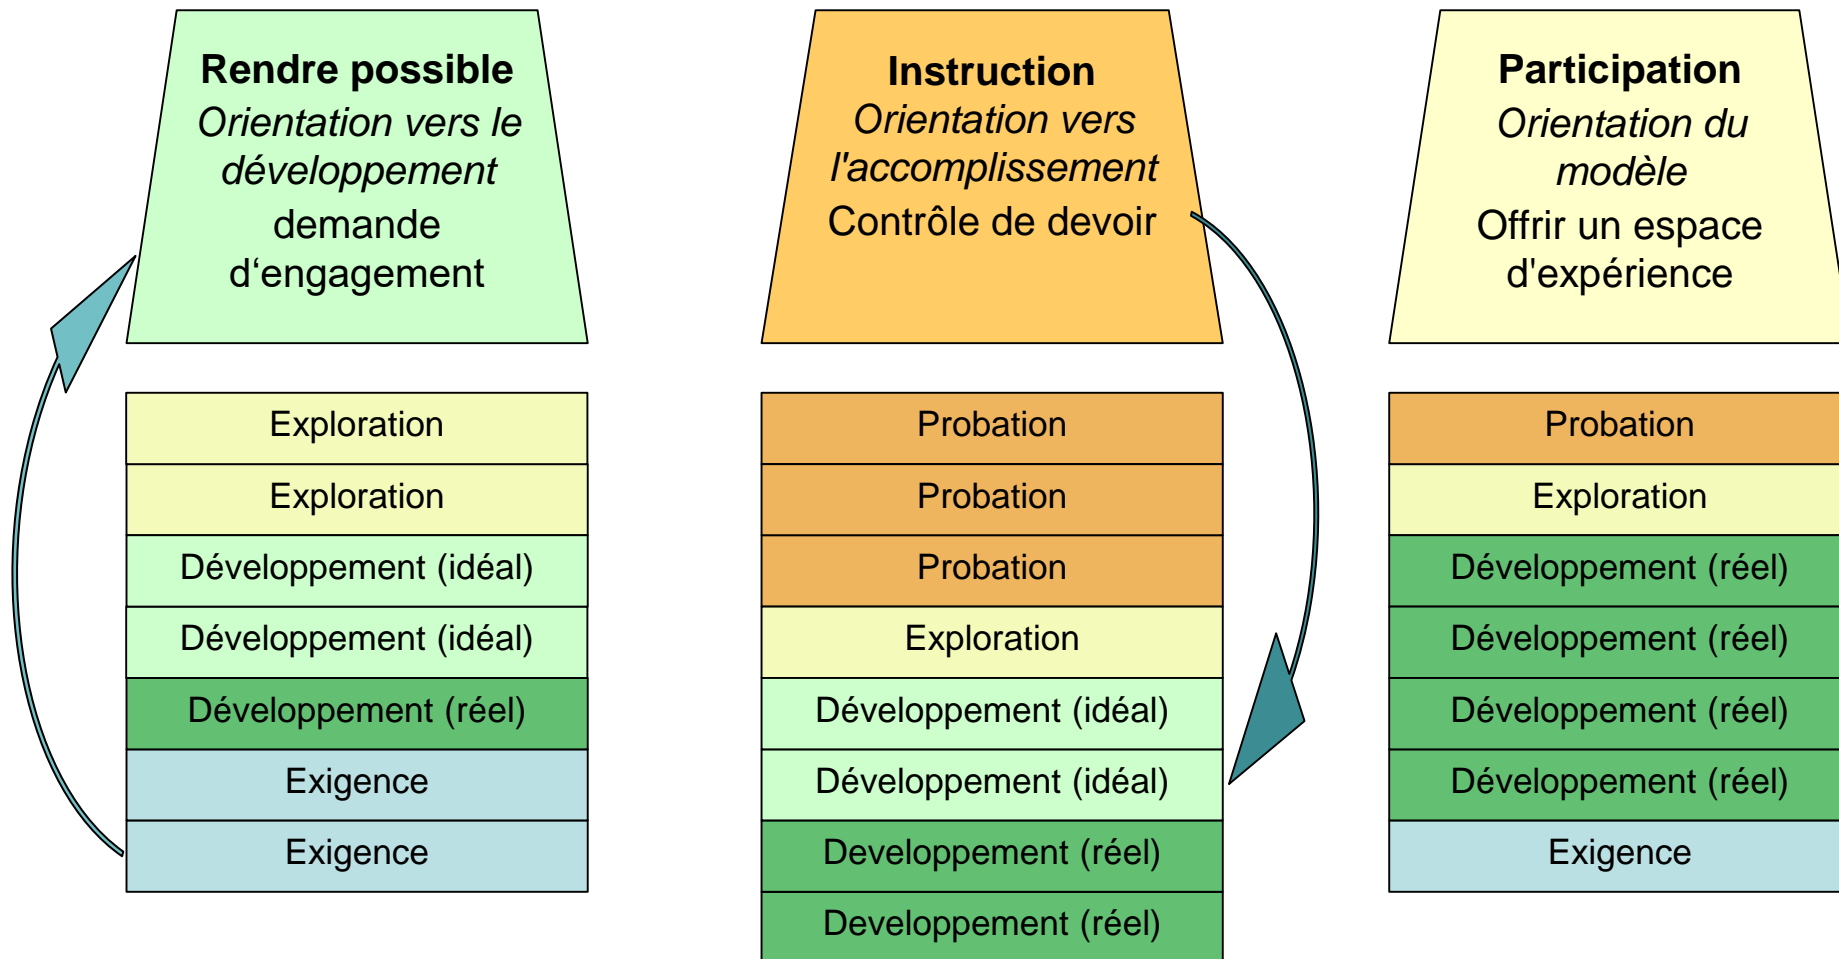 Rendre possible
Orientation vers le
développement
demande
d‘engagement
Exploration
Exploration
Développement (idéal)
Développement (idéal)
Développement (réel)
Exigence
Exigence
Instruction
Orientation vers
l'accomplissement
Contrôle de devoir
Probation
Probation
Probation
Exploration
Développement (idéal)
Développement (idéal)
Developpement (réel)
Developpement (réel)
Participation
Orientation du
modèle
Offrir un espace
d'expérience
Probation
Exploration
Développement (réel)
Développement (réel)
Développement (réel)
Développement (réel)
Exigence